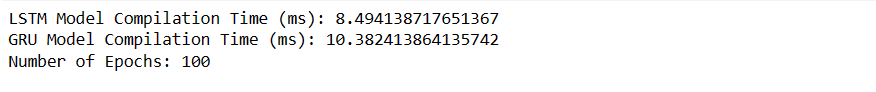 LSTM Model Compilation Time (ms): 8.494138717651367
GRU Model Compilation Time (ms): 10.382413864135742
Number of Epochs: 100